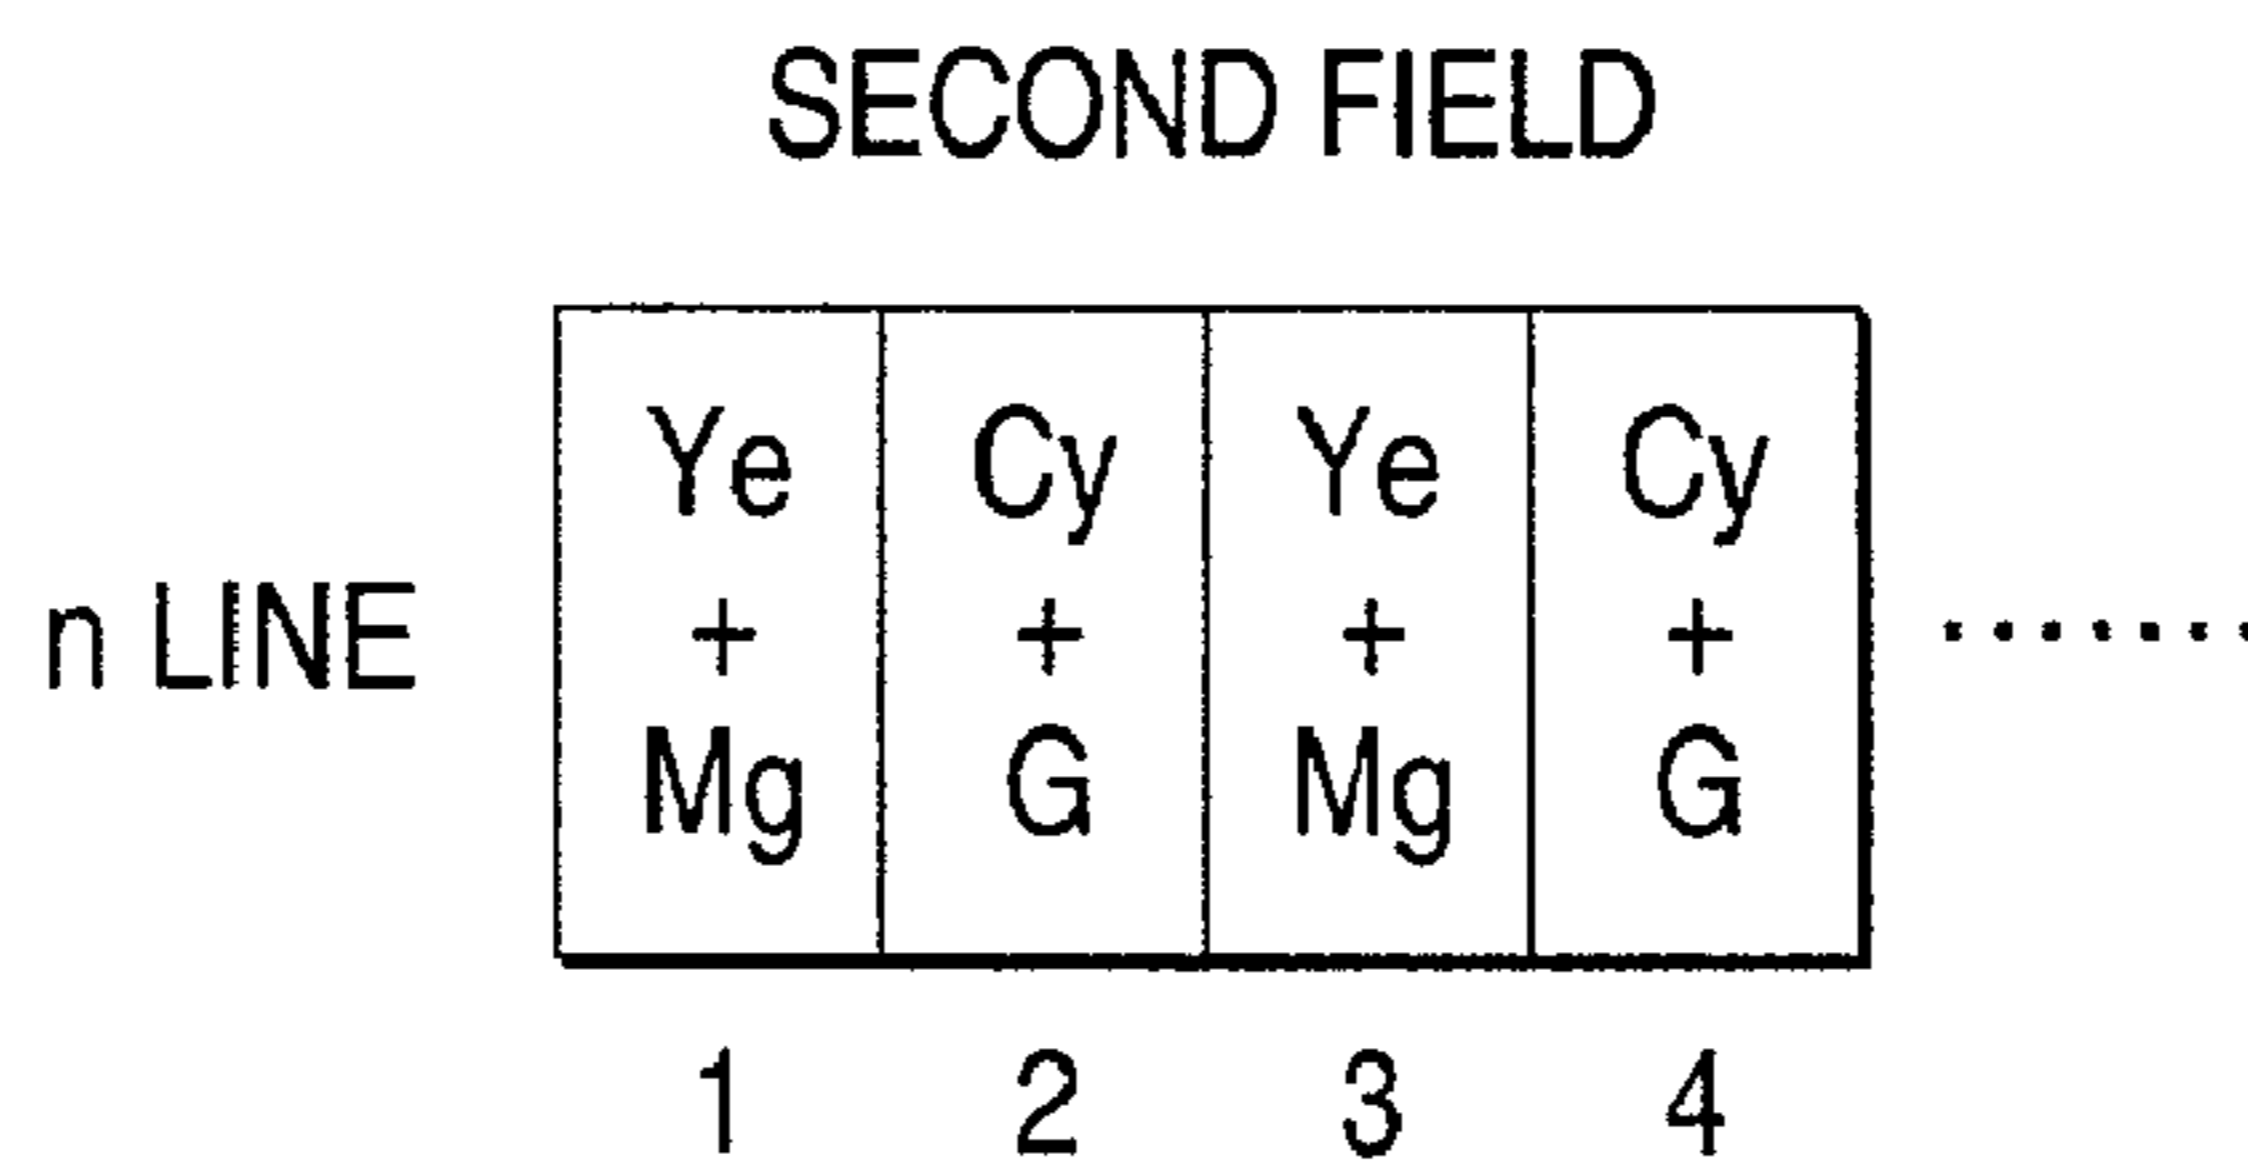 SECOND FIELD
Ye Cy Ye Cy
n LINE + + + + .......
Mg G Mg G
1 2 3 4